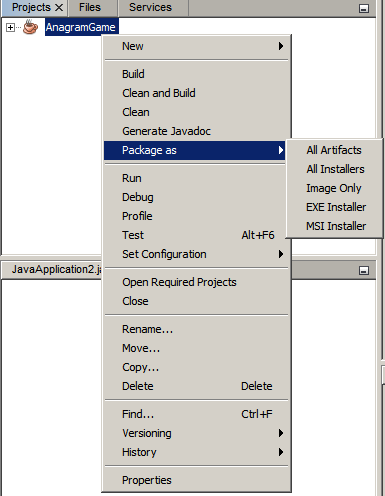 Projects Files Services
AnagramGame
New
Build
Clean and Build
Clean
Generate Javadoc
Package as
All Artifacts
All Installers
Image Only
EXE Installer
MSI Installer
Run
Debug
Profile
Test Alt+F6
Set Configuration
JavaApplication2.ja
Open Required Projects
Close
Rename...
Move...
Copy...
Delete Delete
Find... Ctrl+F
Versioning
History
Properties